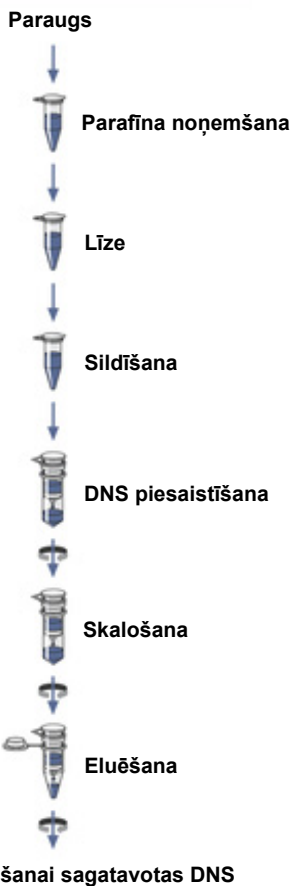 Paraugs
Parafīna noņemšana
Līze
Sildīšana
DNS piesaistīšana
Skalošana
Eluēšana
šanai sagatavotas DNS